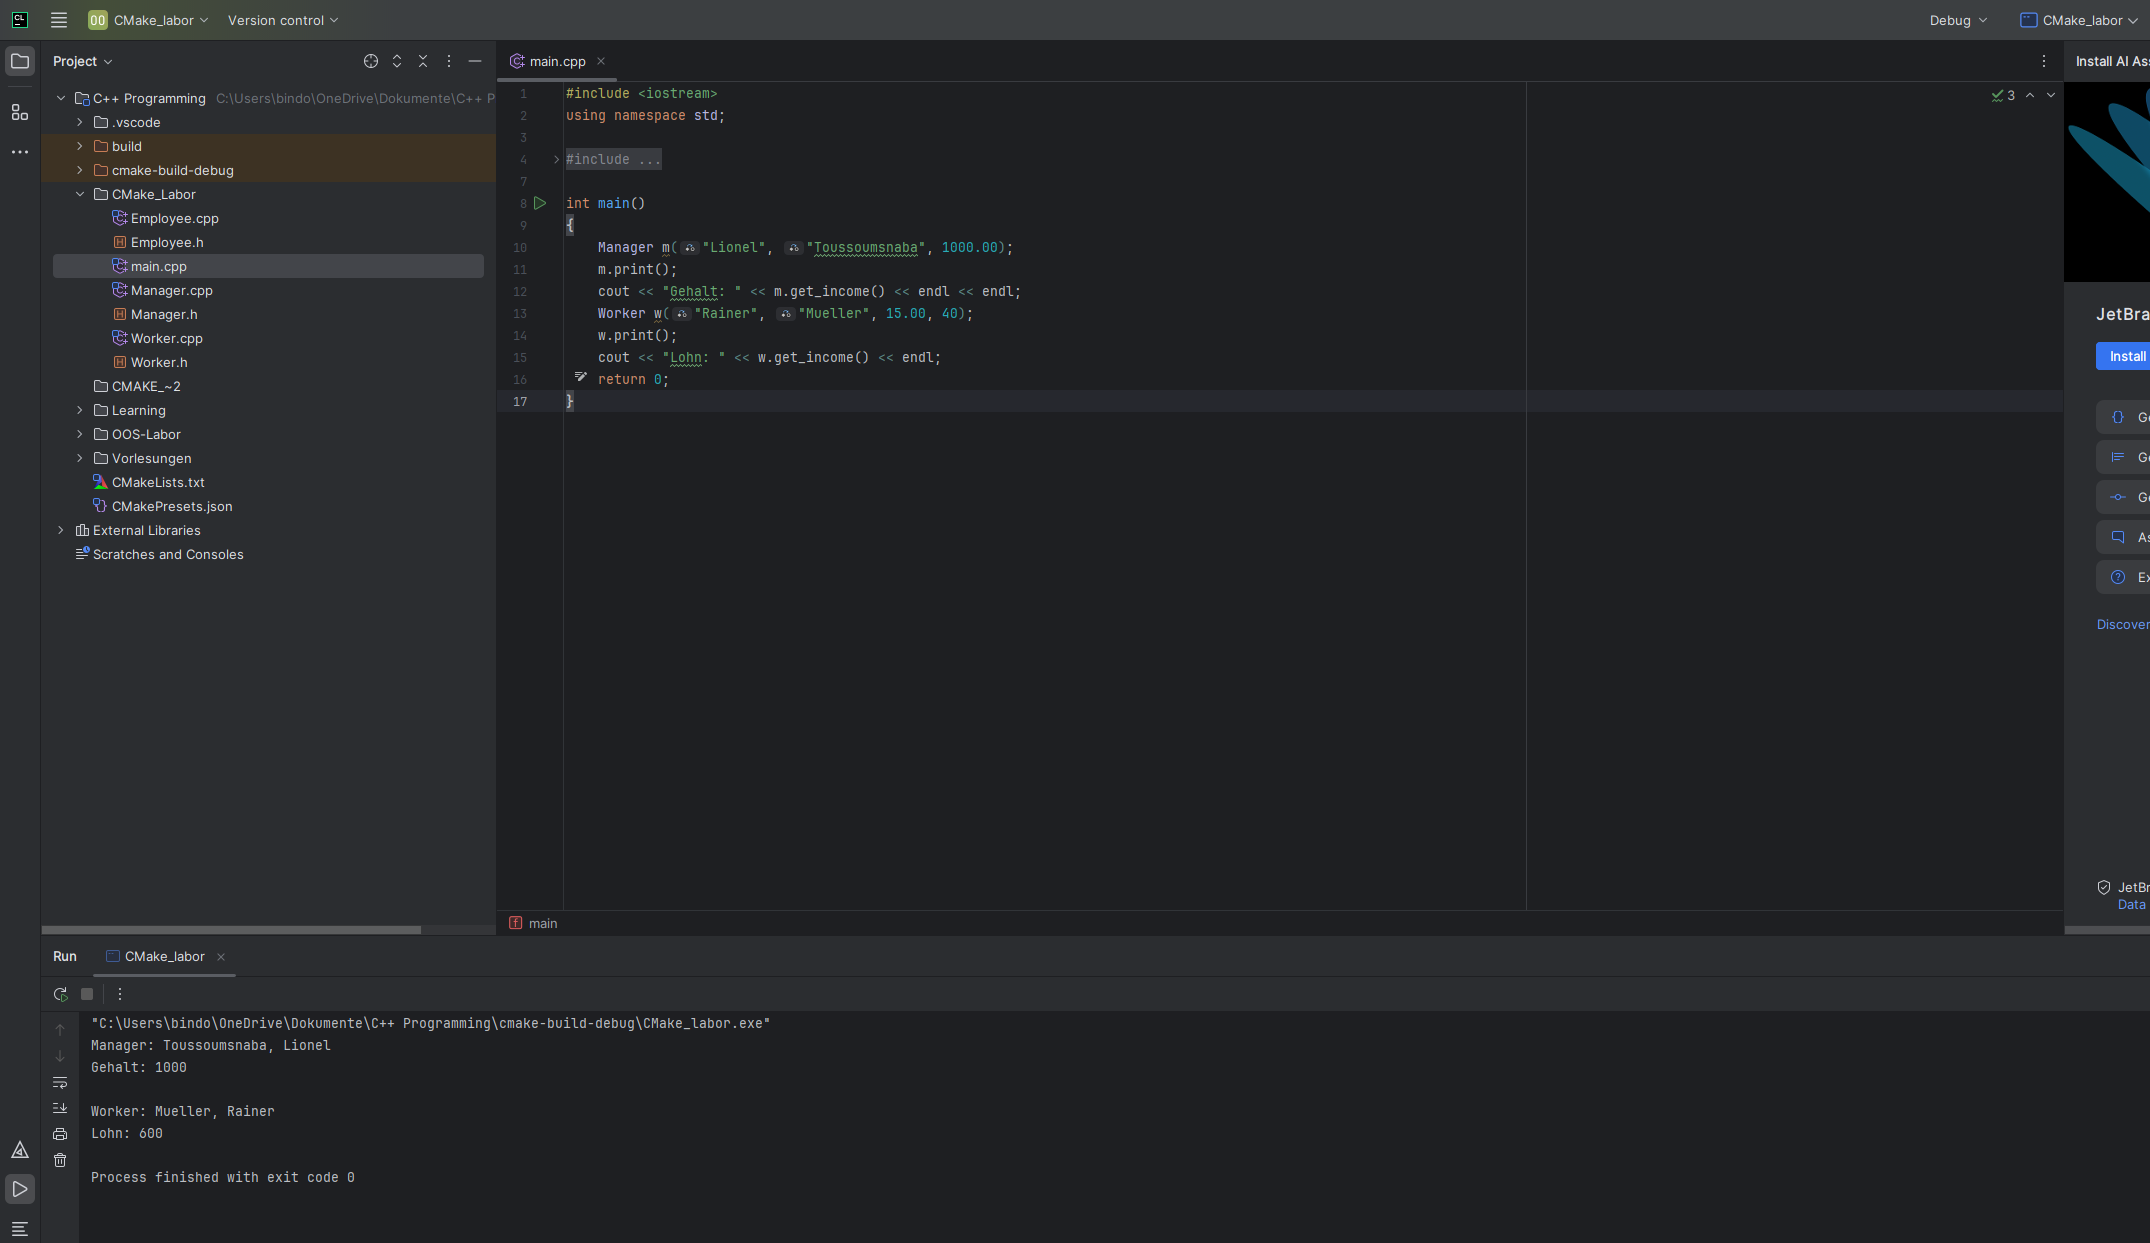 CL
OO CMake_labor Version control Debug CMake_labor
Project
C++ Programming C:\Users\bindo\OneDrive\Dokumente\C++ P
.vscode
build
cmake-build-debug
CMake_Labor
Employee.cpp
Employee.h
main.cpp
Manager.cpp
Manager.h
Worker.cpp
Worker.h
CMAKE_~2
Learning
OOS-Labor
Vorlesungen
CMakeLists.txt
CMakePresets.json
External Libraries
Scratches and Consoles
main.cpp
3
1 #include <iostream>
2 using namespace std;
3
4 #include ...
7
8 int main()
9 {
10 Manager m("Lionel", "Toussoumsnaba", 1000.00);
11 m.print();
12 cout << "Gehalt: " << m.get_income() << endl << endl;
13 Worker w("Rainer", "Mueller", 15.00, 40);
14 w.print();
15 cout << "Lohn: " << w.get_income() << endl;
16 return 0;
17 }
main
Install AI As
JetBra
Install
Ge
Ge
Ge
As
Ex
Discover
JetBr
Data
Run CMake_labor
"C:\Users\bindo\OneDrive\Dokumente\C++ Programming\cmake-build-debug\CMake_labor.exe"
Manager: Toussoumsnaba, Lionel
Gehalt: 1000
Worker: Mueller, Rainer
Lohn: 600
Process finished with exit code 0